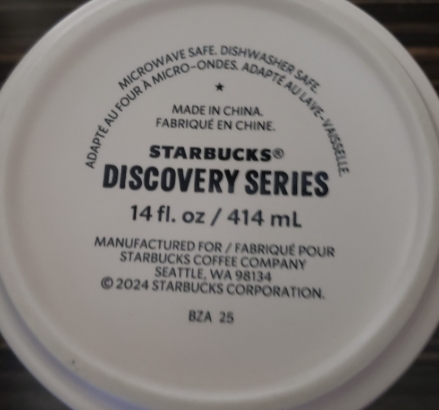 MICROWAVE SAFE. DISHWASHER SAFE.
ADAPTÉ AU FOUR À MICRO-ONDES. ADAPTÉ AU LAVE-VAISSELLE.
★
MADE IN CHINA.
FABRIQUÉ EN CHINE.
STARBUCKS®
DISCOVERY SERIES
14 fl. oz / 414 mL
MANUFACTURED FOR / FABRIQUÉ POUR
STARBUCKS COFFEE COMPANY
SEATTLE, WA 98134
© 2024 STARBUCKS CORPORATION.
BZA 25